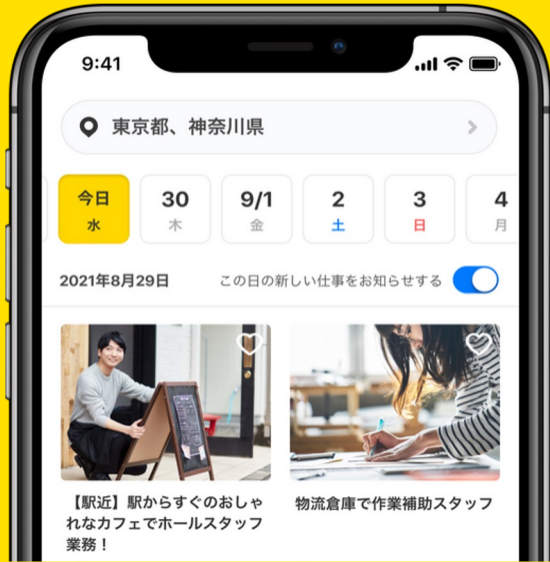 9:41
東京都、神奈川県
今日 30 9/1 2 3 4
水 木 金 土 日 月
2021年8月29日 この日の新しい仕事をお知らせする
【駅近】駅からすぐのおしゃ
れなカフェでホールスタッフ
業務！
物流倉庫で作業補助スタッフ